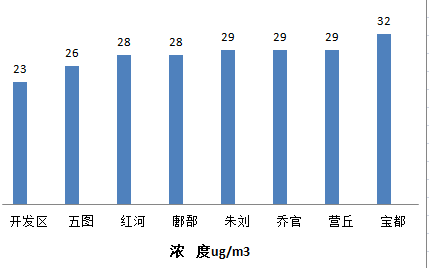 23 26 28 28 29 29 29 32
开发区 五图 红河 鄌郚 朱刘 乔官 营丘 宝都
浓 度ug/m3